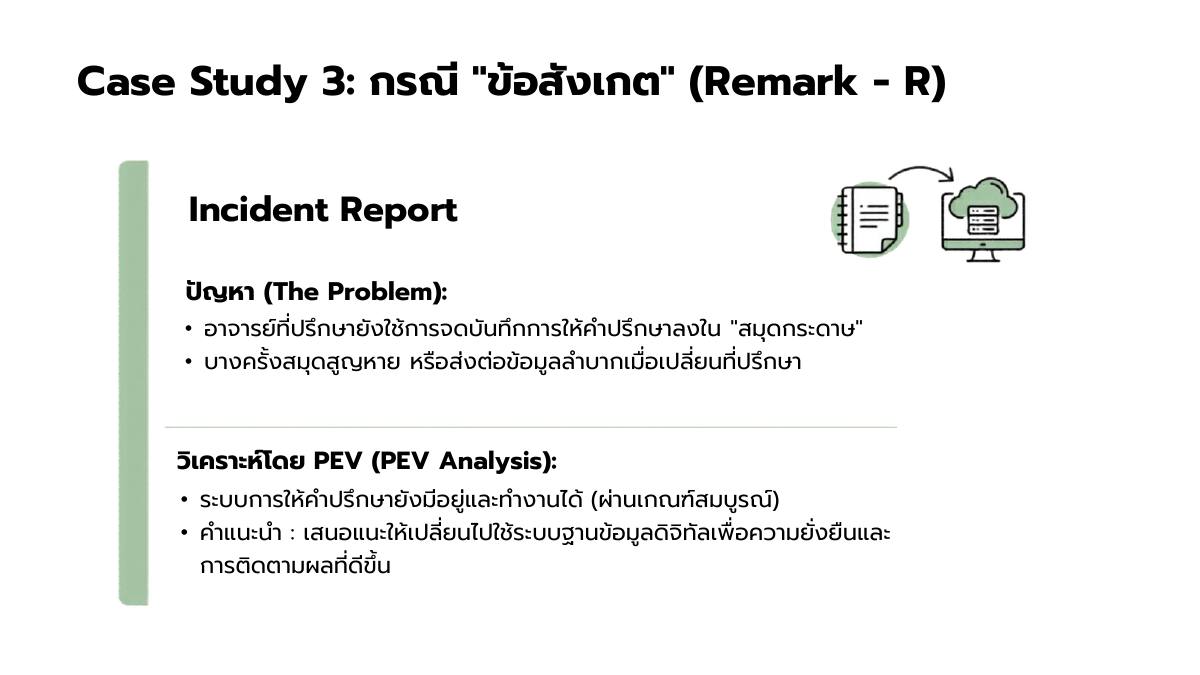 Case Study 3: กรณี "ข้อสังเกต" (Remark - R)
Incident Report
ปัญหา (The Problem):
• อาจารย์ที่ปรึกษายังใช้การจดบันทึกการให้คำปรึกษาลงใน "สมุดกระดาษ"
• บางครั้งสมุดสูญหาย หรือส่งต่อข้อมูลลำบากเมื่อเปลี่ยนที่ปรึกษา
วิเคราะห์โดย PEV (PEV Analysis):
• ระบบการให้คำปรึกษายังมีอยู่และทำงานได้ (ผ่านเกณฑ์สมบูรณ์)
• คำแนะนำ : เสนอแนะให้เปลี่ยนไปใช้ระบบฐานข้อมูลดิจิทัลเพื่อความยั่งยืนและ
การติดตามผลที่ดีขึ้น